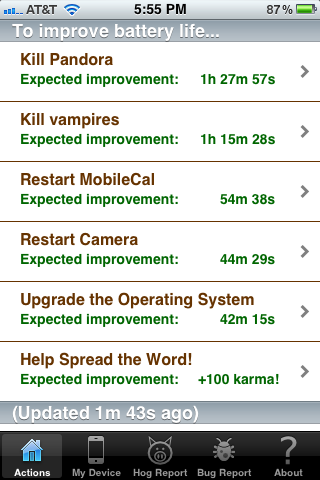 AT&T 5:55 PM 87%
To improve battery life...
Kill Pandora
Expected improvement: 1h 27m 57s
Kill vampires
Expected improvement: 1h 15m 28s
Restart MobileCal
Expected improvement: 54m 38s
Restart Camera
Expected improvement: 44m 29s
Upgrade the Operating System
Expected improvement: 42m 15s
Help Spread the Word!
Expected improvement: +100 karma!
(Updated 1m 43s ago)
Actions My Device Hog Report Bug Report About